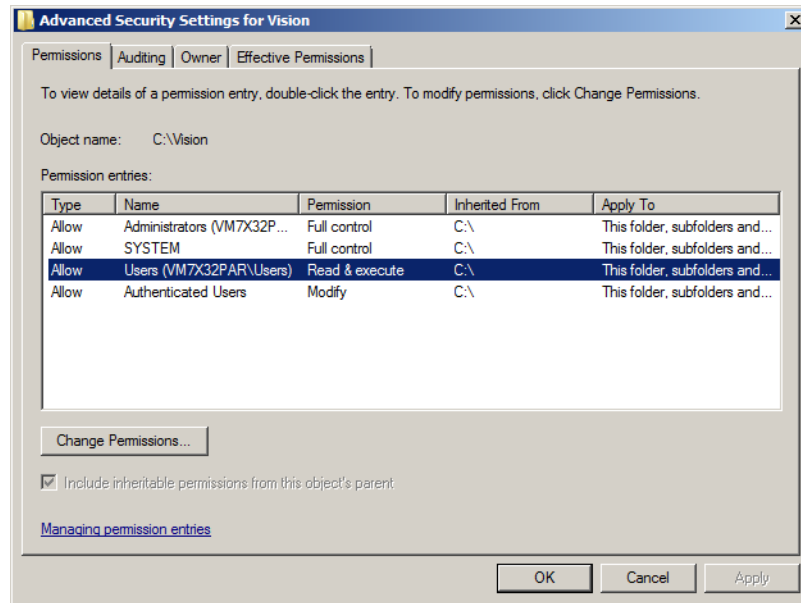 Advanced Security Settings for Vision
Permissions Auditing Owner Effective Permissions
To view details of a permission entry, double-click the entry. To modify permissions, click Change Permissions.
Object name: C:\Vision
Permission entries:
Type Name Permission Inherited From Apply To
Allow Administrators (VM7X32P... Full control C:\ This folder, subfolders and...
Allow SYSTEM Full control C:\ This folder, subfolders and...
Allow Users (VM7X32PAR\Users) Read & execute C:\ This folder, subfolders and...
Allow Authenticated Users Modify C:\ This folder, subfolders and...
Change Permissions...
Include inheritable permissions from this object's parent
Managing permission entries
OK Cancel Apply